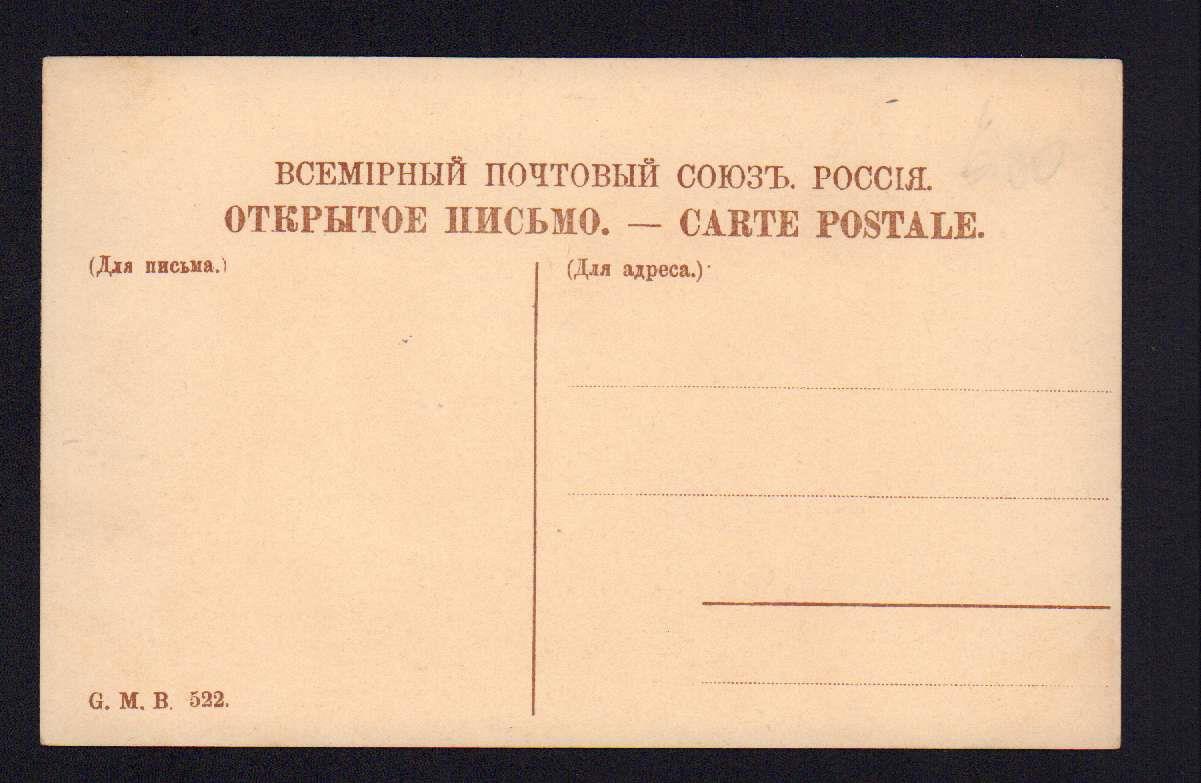 ВСЕМІРНЫЙ ПОЧТОВЫЙ СОЮЗЪ. РОССІЯ.
ОТКРЫТОЕ ПИСЬМО. — CARTE POSTALE.
(Для письма.)
(Для адреса.)
G. M. B. 522.